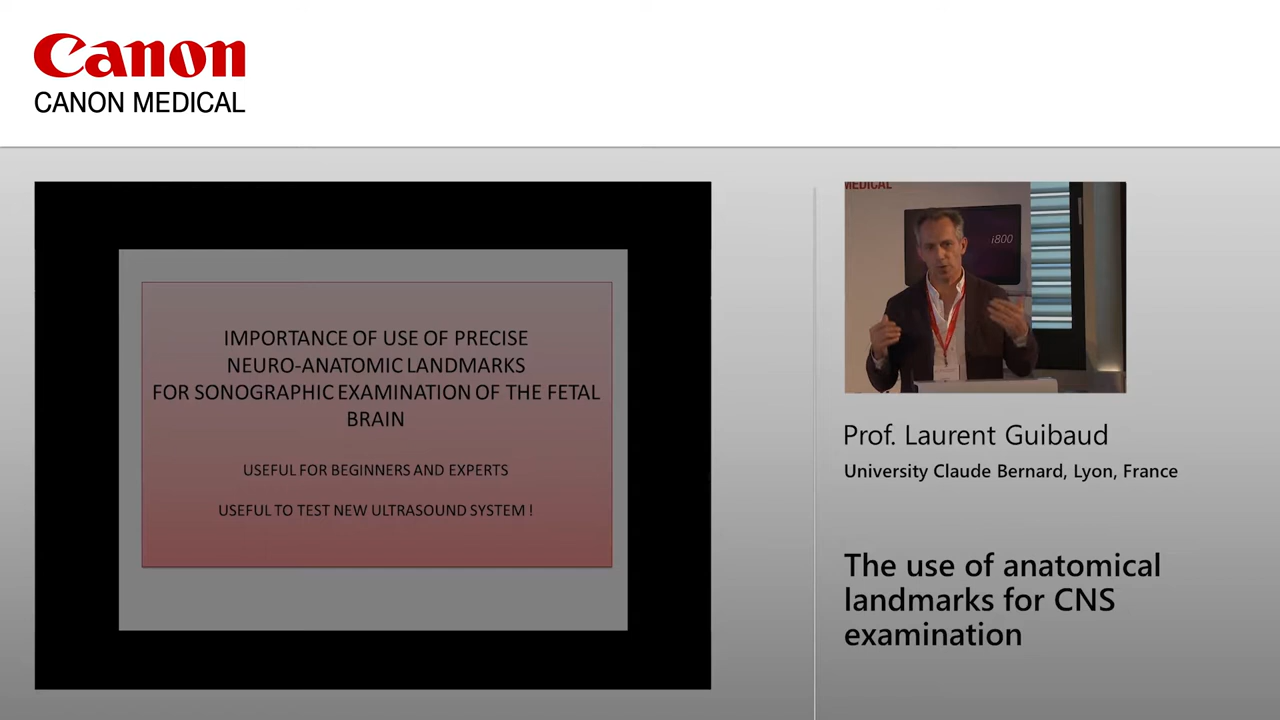 Canon
CANON MEDICAL
IMPORTANCE OF USE OF PRECISE
NEURO-ANATOMIC LANDMARKS
FOR SONOGRAPHIC EXAMINATION OF THE FETAL
BRAIN
USEFUL FOR BEGINNERS AND EXPERTS
USEFUL TO TEST NEW ULTRASOUND SYSTEM !
MEDICAL
i800
Prof. Laurent Guibaud
University Claude Bernard, Lyon, France
The use of anatomical
landmarks for CNS
examination